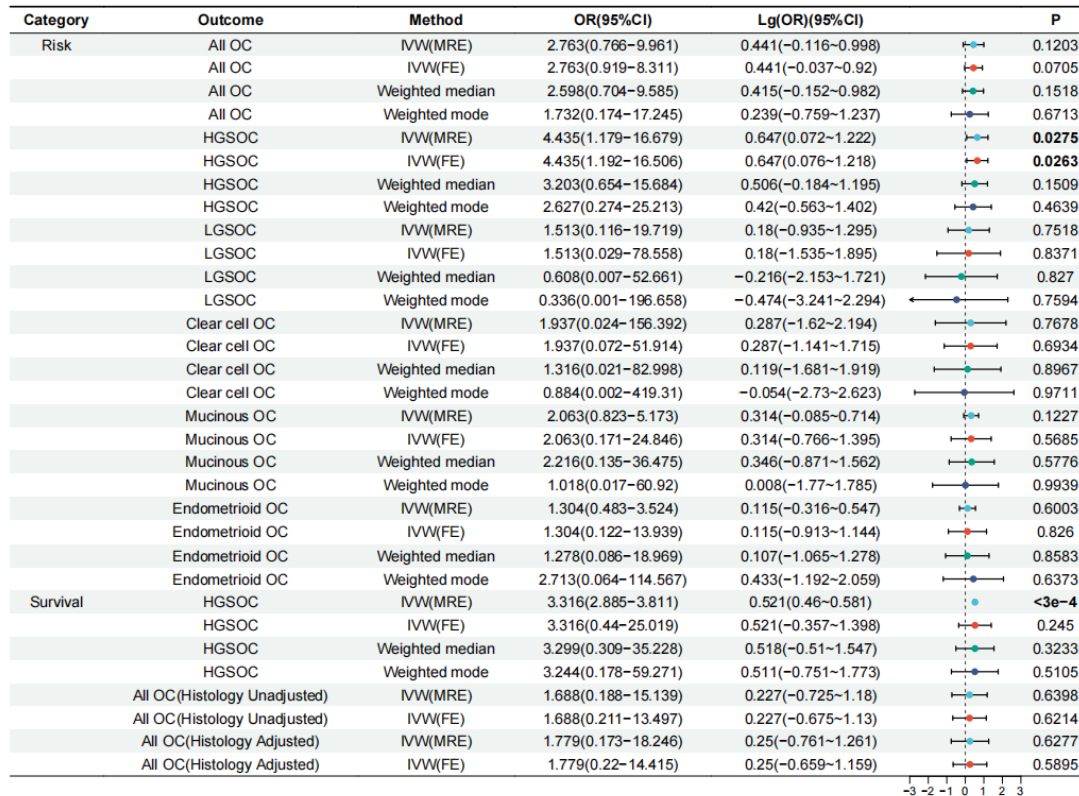 Category Outcome Method OR(95%CI) Lg(OR)(95%CI) P
Risk All OC IVW(MRE) 2.763(0.766−9.961) 0.441(−0.116~0.998) 0.1203
All OC IVW(FE) 2.763(0.919−8.311) 0.441(−0.037~0.92) 0.0705
All OC Weighted median 2.598(0.704−9.585) 0.415(−0.152~0.982) 0.1518
All OC Weighted mode 1.732(0.174−17.245) 0.239(−0.759~1.237) 0.6713
HGSOC IVW(MRE) 4.435(1.179−16.679) 0.647(0.072~1.222) 0.0275
HGSOC IVW(FE) 4.435(1.192−16.506) 0.647(0.076~1.218) 0.0263
HGSOC Weighted median 3.203(0.654−15.684) 0.506(−0.184~1.195) 0.1509
HGSOC Weighted mode 2.627(0.274−25.213) 0.42(−0.563~1.402) 0.4639
LGSOC IVW(MRE) 1.513(0.116−19.719) 0.18(−0.935~1.295) 0.7518
LGSOC IVW(FE) 1.513(0.029−78.558) 0.18(−1.535~1.895) 0.8371
LGSOC Weighted median 0.608(0.007−52.661) −0.216(−2.153~1.721) 0.827
LGSOC Weighted mode 0.336(0.001−196.658) −0.474(−3.241~2.294) 0.7594
Clear cell OC IVW(MRE) 1.937(0.024−156.392) 0.287(−1.62~2.194) 0.7678
Clear cell OC IVW(FE) 1.937(0.072−51.914) 0.287(−1.141~1.715) 0.6934
Clear cell OC Weighted median 1.316(0.021−82.998) 0.119(−1.681~1.919) 0.8967
Clear cell OC Weighted mode 0.884(0.002−419.31) −0.054(−2.73~2.623) 0.9711
Mucinous OC IVW(MRE) 2.063(0.823−5.173) 0.314(−0.085~0.714) 0.1227
Mucinous OC IVW(FE) 2.063(0.171−24.846) 0.314(−0.766~1.395) 0.5685
Mucinous OC Weighted median 2.216(0.135−36.475) 0.346(−0.871~1.562) 0.5776
Mucinous OC Weighted mode 1.018(0.017−60.92) 0.008(−1.77~1.785) 0.9939
Endometrioid OC IVW(MRE) 1.304(0.483−3.524) 0.115(−0.316~0.547) 0.6003
Endometrioid OC IVW(FE) 1.304(0.122−13.939) 0.115(−0.913~1.144) 0.826
Endometrioid OC Weighted median 1.278(0.086−18.969) 0.107(−1.065~1.278) 0.8583
Endometrioid OC Weighted mode 2.713(0.064−114.567) 0.433(−1.192~2.059) 0.6373
Survival HGSOC IVW(MRE) 3.316(2.885−3.811) 0.521(0.46~0.581) <3e−4
HGSOC IVW(FE) 3.316(0.44−25.019) 0.521(−0.357~1.398) 0.245
HGSOC Weighted median 3.299(0.309−35.228) 0.518(−0.51~1.547) 0.3233
HGSOC Weighted mode 3.244(0.178−59.271) 0.511(−0.751~1.773) 0.5105
All OC(Histology Unadjusted) IVW(MRE) 1.688(0.188−15.139) 0.227(−0.725~1.18) 0.6398
All OC(Histology Unadjusted) IVW(FE) 1.688(0.211−13.497) 0.227(−0.675~1.13) 0.6214
All OC(Histology Adjusted) IVW(MRE) 1.779(0.173−18.246) 0.25(−0.761~1.261) 0.6277
All OC(Histology Adjusted) IVW(FE) 1.779(0.22−14.415) 0.25(−0.659~1.159) 0.5895
−3 −2 −1 0 1 2 3